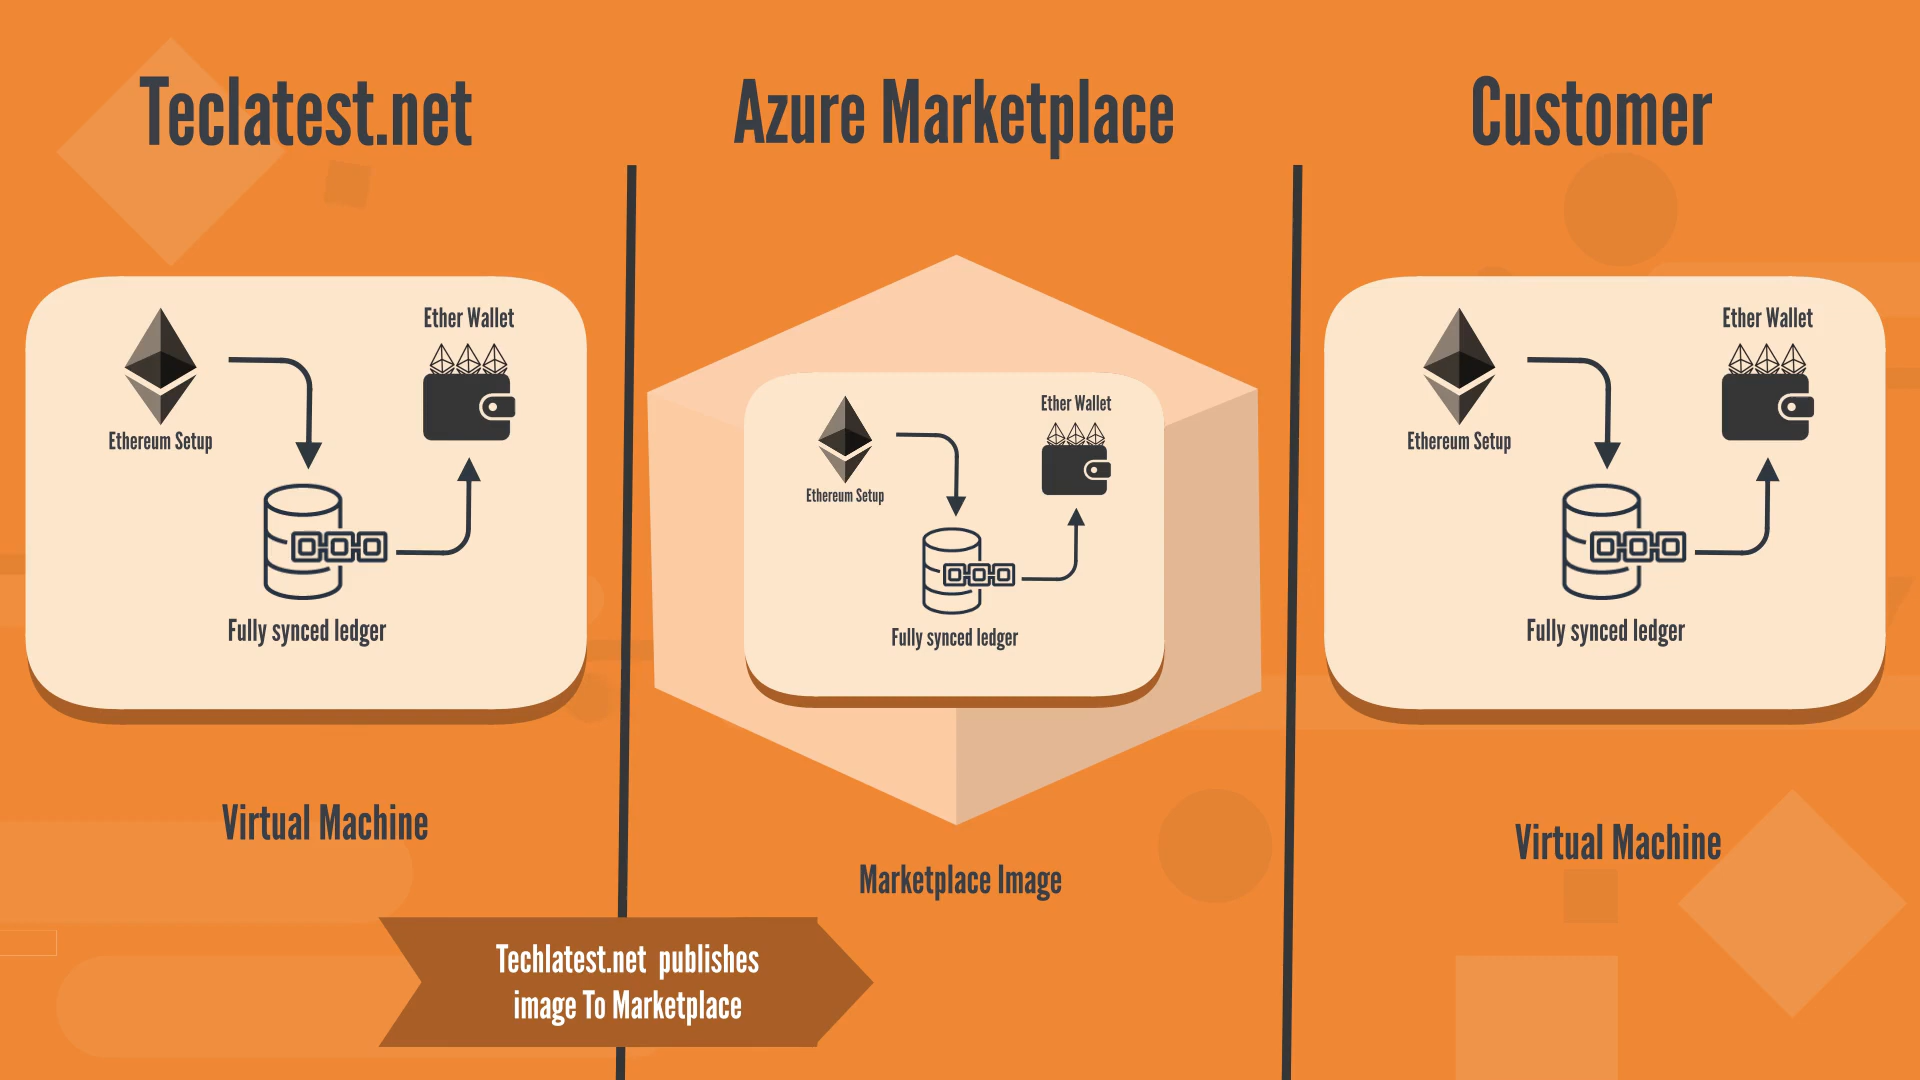 Teclatest.net
Azure Marketplace
Customer
Ether Wallet
Ethereum Setup
Fully synced ledger
Virtual Machine
Ether Wallet
Ethereum Setup
Fully synced ledger
Marketplace Image
Ether Wallet
Ethereum Setup
Fully synced ledger
Virtual Machine
Techlatest.net publishes
image To Marketplace